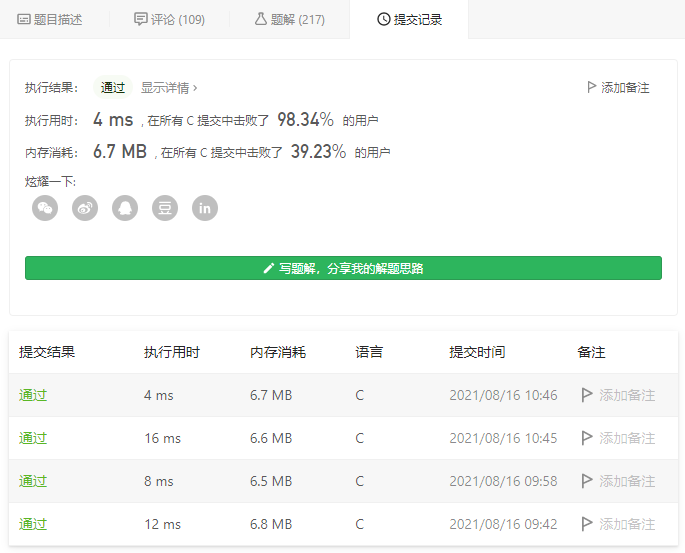 题目描述 评论 (109) 题解 (217) 提交记录
执行结果： 通过 显示详情 › 添加备注
执行用时： 4 ms , 在所有 C 提交中击败了 98.34% 的用户
内存消耗： 6.7 MB , 在所有 C 提交中击败了 39.23% 的用户
炫耀一下:
豆 in
写题解，分享我的解题思路
提交结果 执行用时 内存消耗 语言 提交时间 备注
通过 4 ms 6.7 MB C 2021/08/16 10:46 添加备注
通过 16 ms 6.6 MB C 2021/08/16 10:45 添加备注
通过 8 ms 6.5 MB C 2021/08/16 09:58 添加备注
通过 12 ms 6.8 MB C 2021/08/16 09:42 添加备注